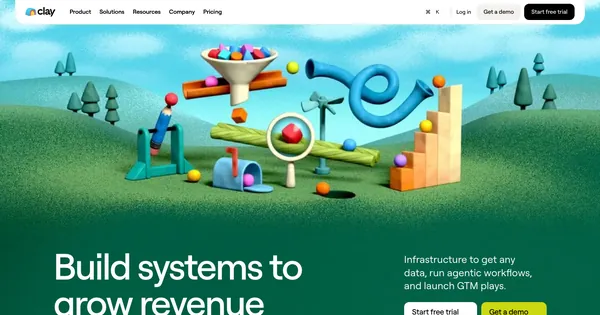 clay
Product Solutions Resources Company Pricing
⌘ K Log in Get a demo Start free trial
Build systems to
grow revenue
Infrastructure to get any
data, run agentic workflows,
and launch GTM plays.
Start free trial Get a demo